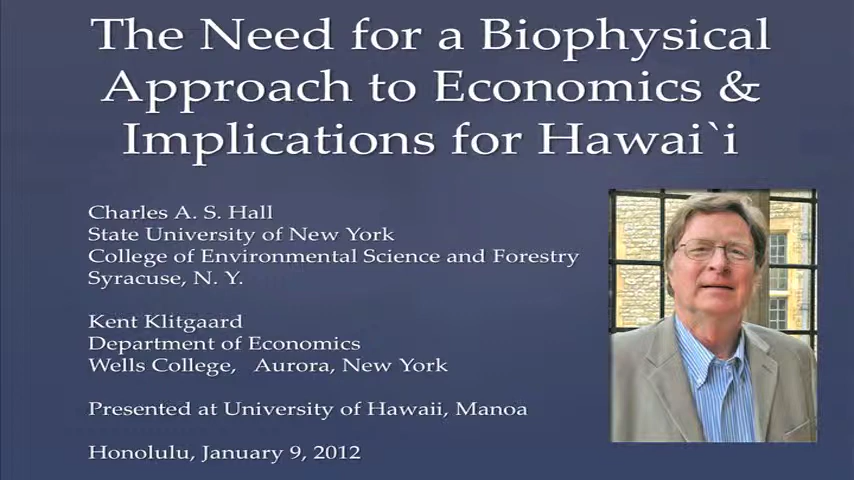 The Need for a Biophysical
Approach to Economics &
Implications for Hawai`i
Charles A. S. Hall
State University of New York
College of Environmental Science and Forestry
Syracuse, N. Y.
Kent Klitgaard
Department of Economics
Wells College, Aurora, New York
Presented at University of Hawaii, Manoa
Honolulu, January 9, 2012